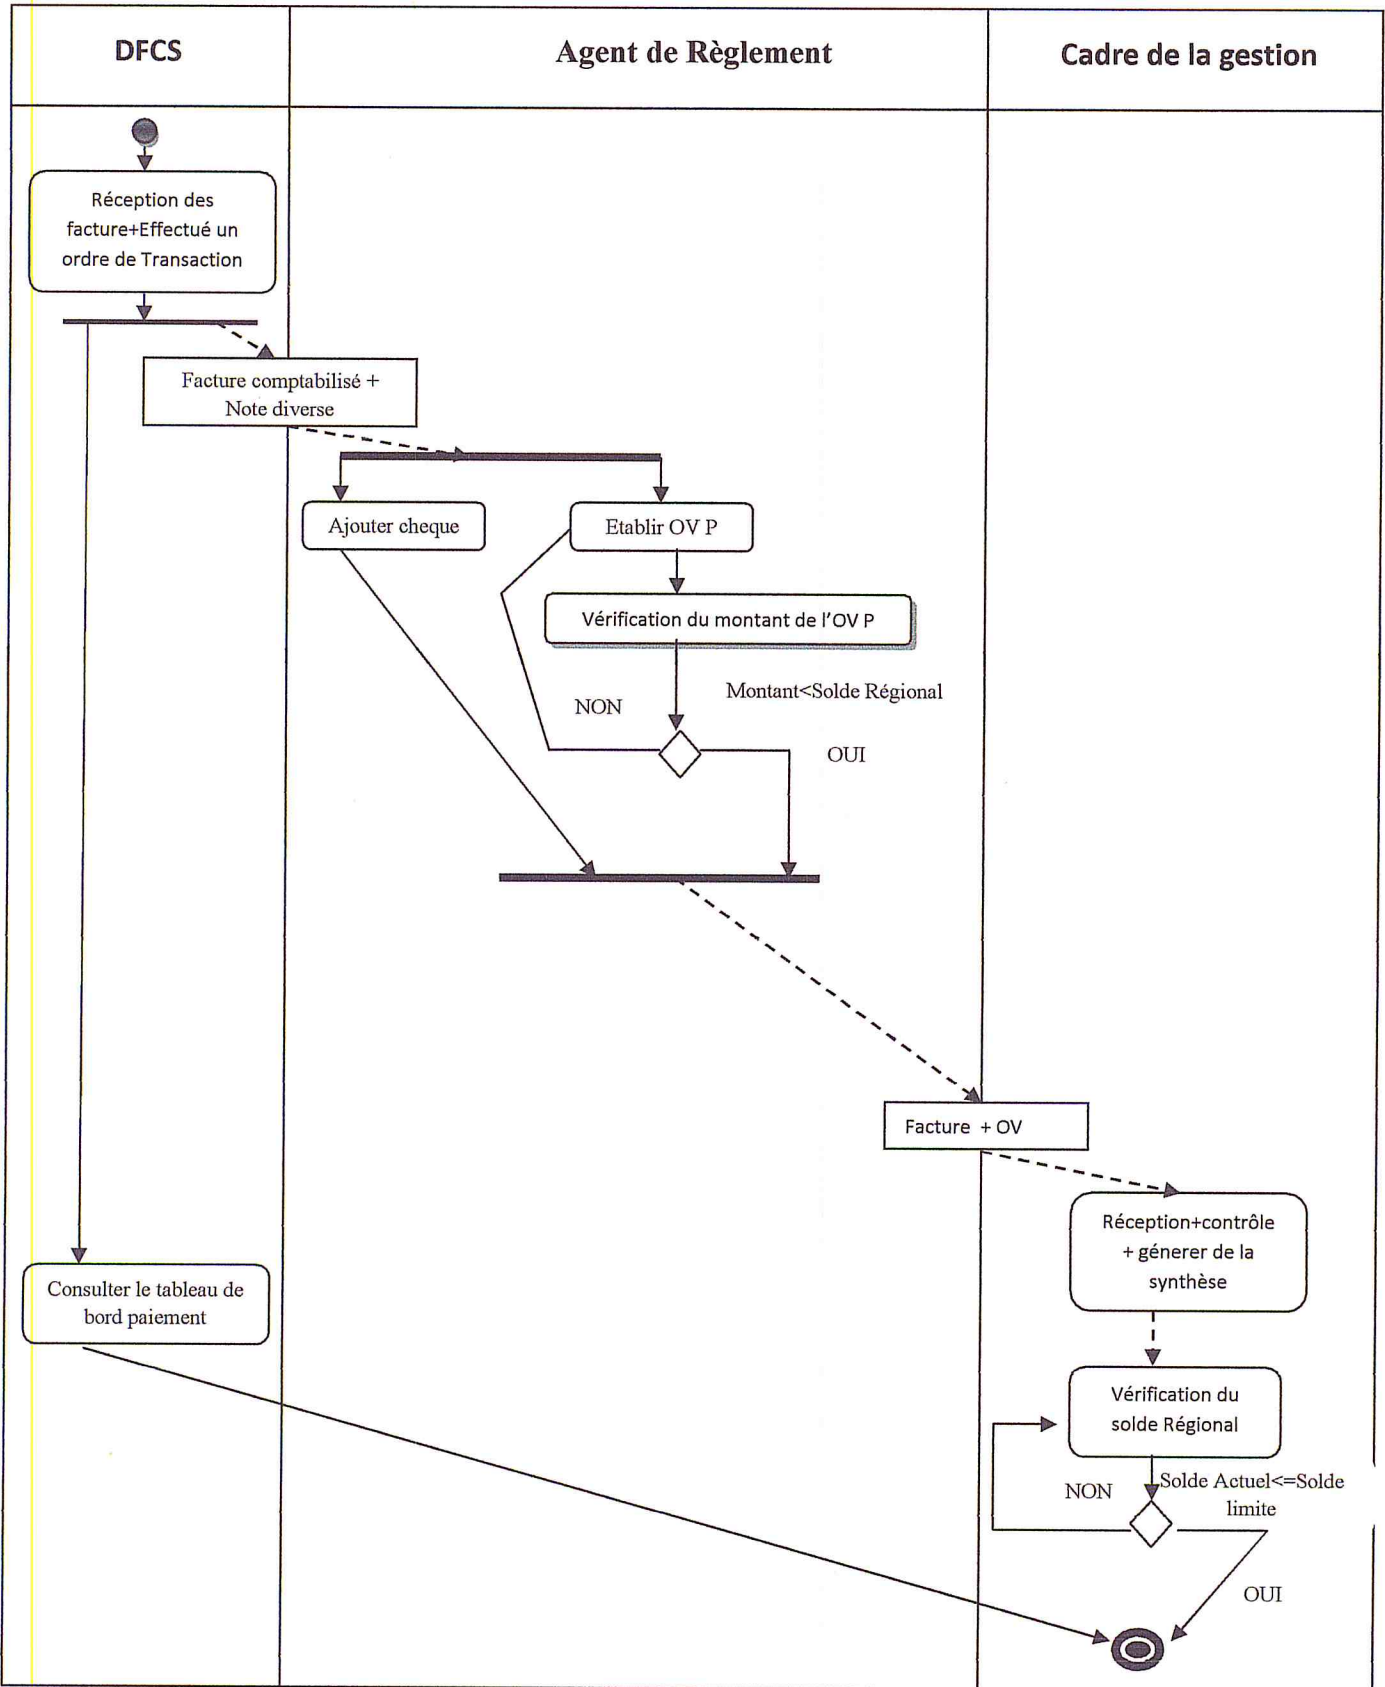 DFCS
Agent de Règlement
Cadre de la gestion
Réception des
facture+Effectué un
ordre de Transaction
Facture comptabilisé +
Note diverse
Ajouter cheque
Etablir OV P
Vérification du montant de l'OV P
Montant<Solde Régional
NON
OUI
Facture + OV
Réception+contrôle
+ génerer de la
synthèse
Consulter le tableau de
bord paiement
Vérification du
solde Régional
NON
Solde Actuel<=Solde
limite
OUI